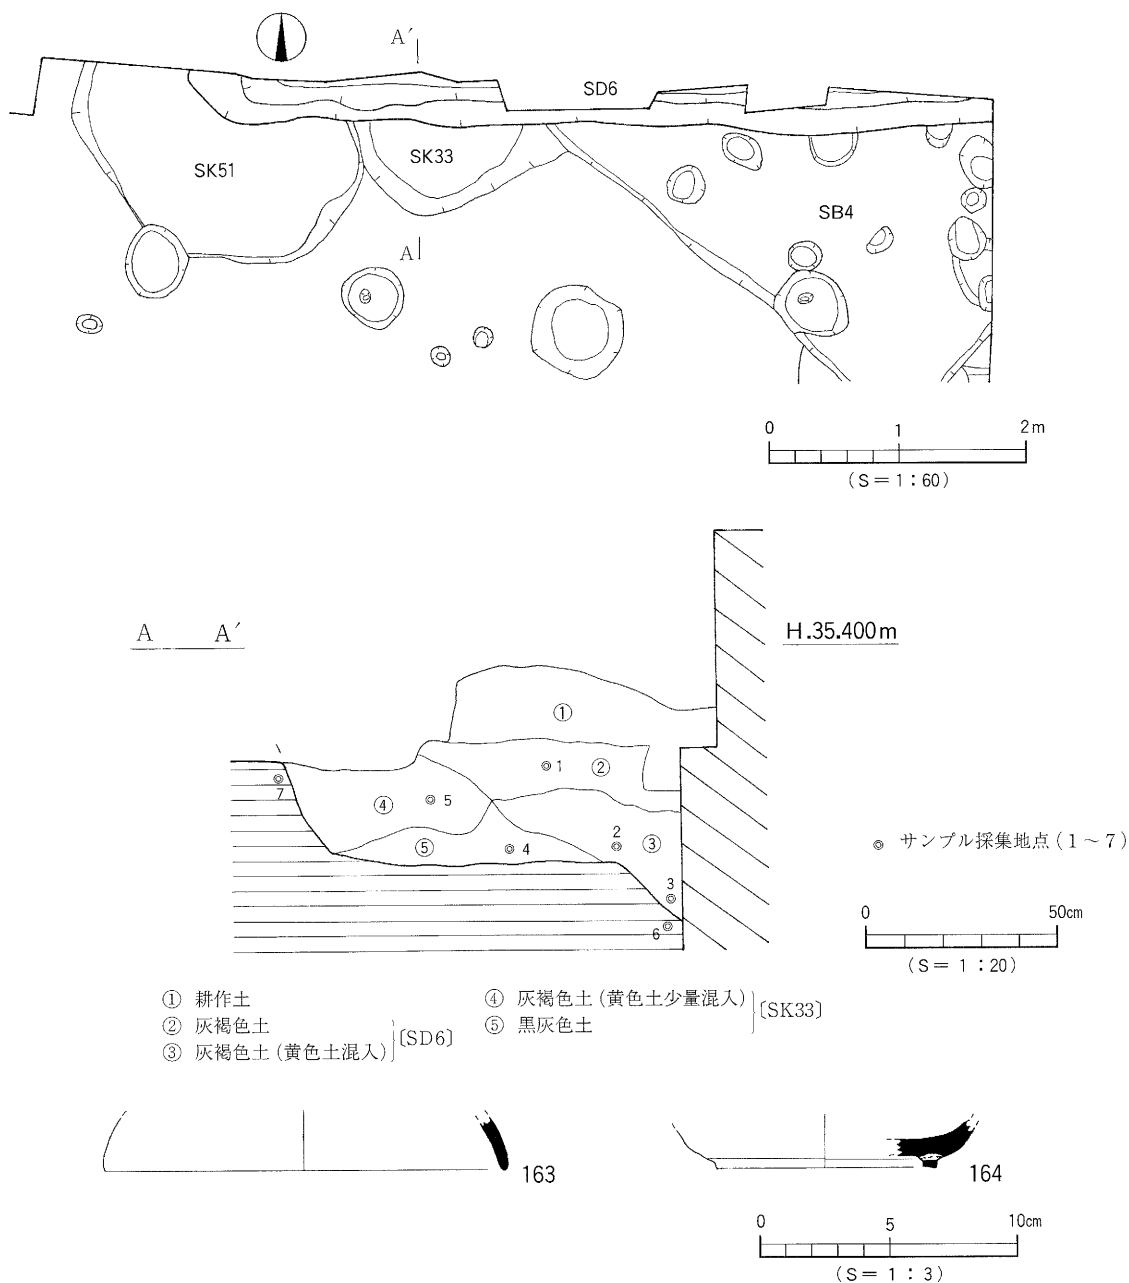 A′
SD6
SK51
SK33
SB4
A
0 1 2m
(S=1:60)
A A′
H.35.400m
①
1 ②
7 ④ 5
⑤ 4 2 ③
3
6
◎ サンプル採集地点(1~7)
0 50cm
(S=1:20)
① 耕作土
② 灰褐色土
③ 灰褐色土(黄色土混入)
〔SD6〕
④ 灰褐色土(黄色土少量混入)
⑤ 黒灰色土
〔SK33〕
163
164
0 5 10cm
(S=1:3)